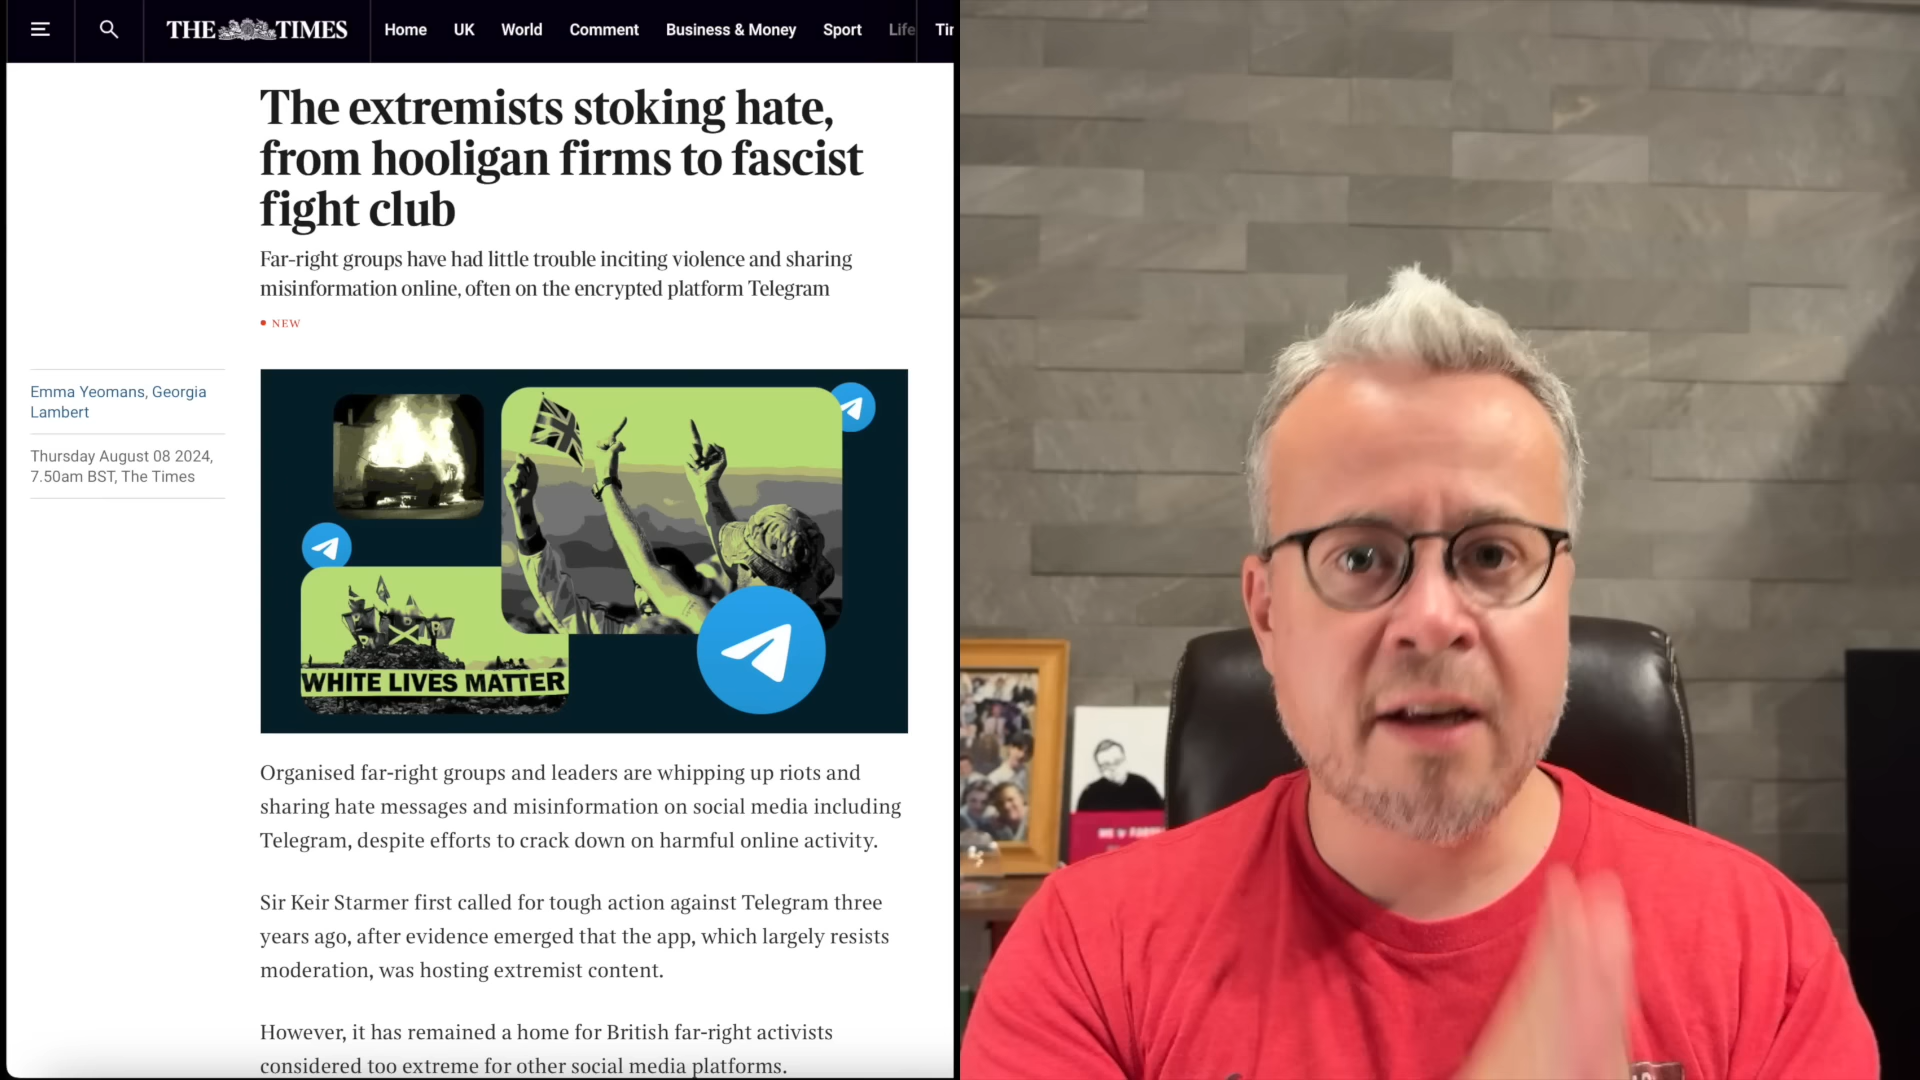 THE TIMES
Home UK World Comment Business & Money Sport Life Tir
The extremists stoking hate,
from hooligan firms to fascist
fight club
Far-right groups have had little trouble inciting violence and sharing
misinformation online, often on the encrypted platform Telegram
• NEW
Emma Yeomans, Georgia
Lambert
Thursday August 08 2024,
7.50am BST, The Times
WHITE LIVES MATTER
Organised far-right groups and leaders are whipping up riots and
sharing hate messages and misinformation on social media including
Telegram, despite efforts to crack down on harmful online activity.
Sir Keir Starmer first called for tough action against Telegram three
years ago, after evidence emerged that the app, which largely resists
moderation, was hosting extremist content.
However, it has remained a home for British far-right activists
considered too extreme for other social media platforms.